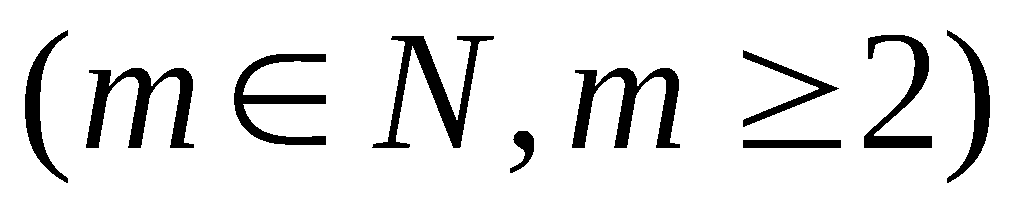 (m ∈ N, m ≥ 2)